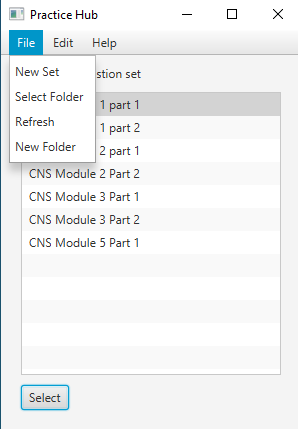 Practice Hub
File Edit Help
New Set
Select Folder
Refresh
New Folder
stion set
1 part 1
1 part 2
2 part 1
CNS Module 2 Part 2
CNS Module 3 Part 1
CNS Module 3 Part 2
CNS Module 5 Part 1
Select